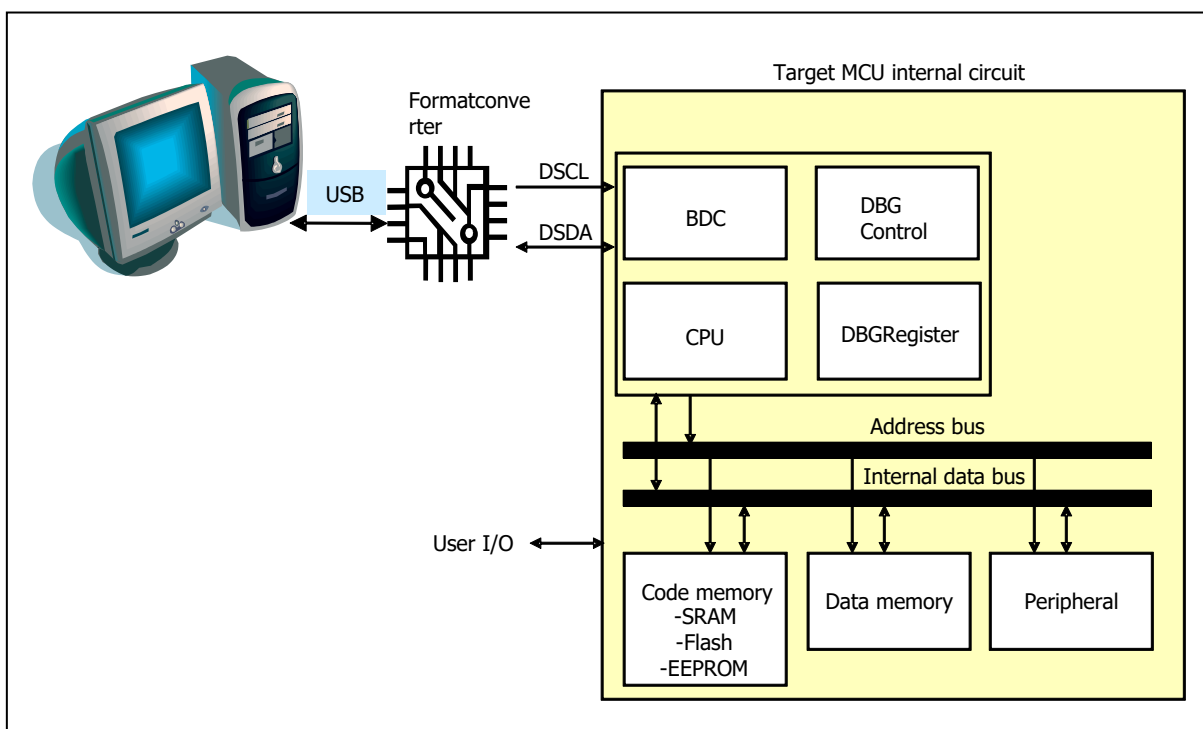 Target MCU internal circuit
Formatconve
rter
USB
DSCL
DSDA
BDC
DBG
Control
CPU
DBGRegister
Address bus
Internal data bus
User I/O
Code memory
-SRAM
-Flash
-EEPROM
Data memory
Peripheral